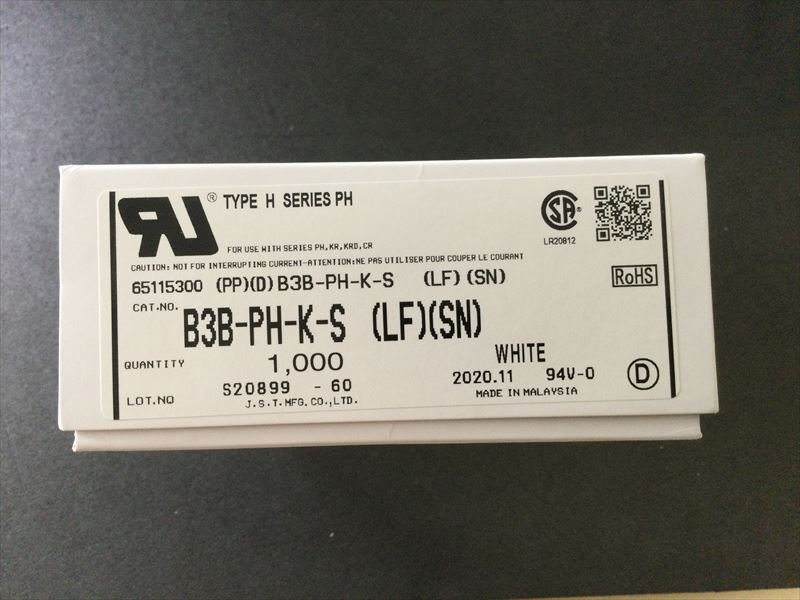 ® TYPE H SERIES PH
FOR USE WITH SERIES PH,KR,KRD,CR
CAUTION: NOT FOR INTERRUPTING CURRENT-ATTENTION:NE PAS UTILISER POUR COUPER LE COURANT
65115300 (PP)(D)B3B-PH-K-S (LF)(SN)
CAT.NO.
B3B-PH-K-S (LF)(SN)
QUANTITY 1,000
LOT.NO S20899 -60
J.S.T.MFG.CO.,LTD.
SA ®
LR20812
RoHS
WHITE
2020.11 94V-0
MADE IN MALAYSIA
D